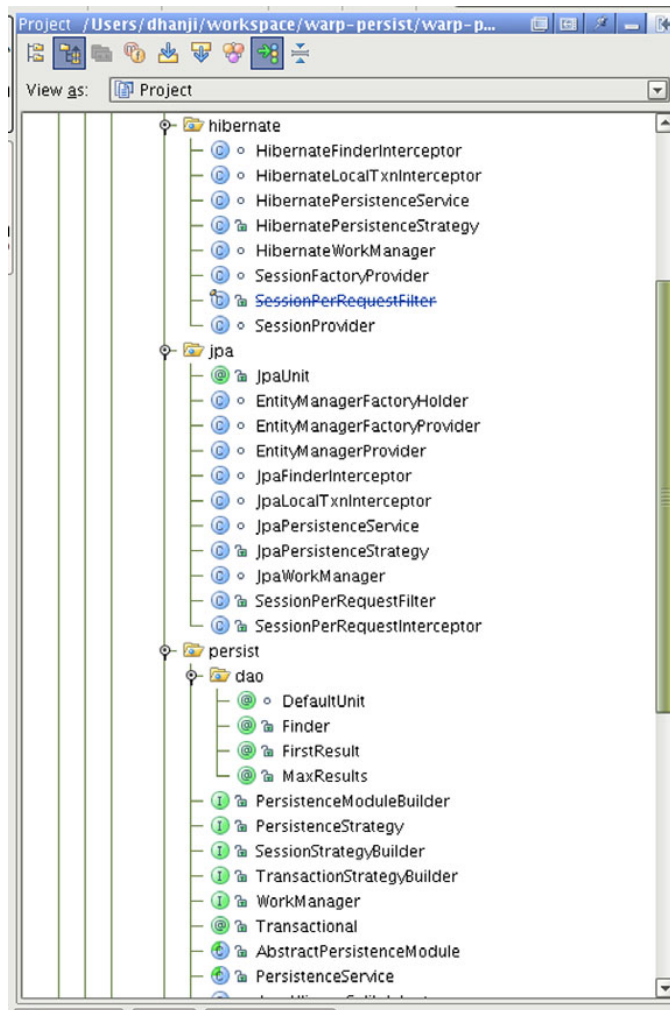 Project /Users/dhanji/workspace/warp-persist/warp-p...
View as: Project
hibernate
HibernateFinderInterceptor
HibernateLocalTxnInterceptor
HibernatePersistenceService
HibernatePersistenceStrategy
HibernateWorkManager
SessionFactoryProvider
SessionPerRequestFilter
SessionProvider
jpa
JpaUnit
EntityManagerFactoryHolder
EntityManagerFactoryProvider
EntityManagerProvider
JpaFinderInterceptor
JpaLocalTxnInterceptor
JpaPersistenceService
JpaPersistenceStrategy
JpaWorkManager
SessionPerRequestFilter
SessionPerRequestInterceptor
persist
dao
DefaultUnit
Finder
FirstResult
MaxResults
PersistenceModuleBuilder
PersistenceStrategy
SessionStrategyBuilder
TransactionStrategyBuilder
WorkManager
Transactional
AbstractPersistenceModule
PersistenceService